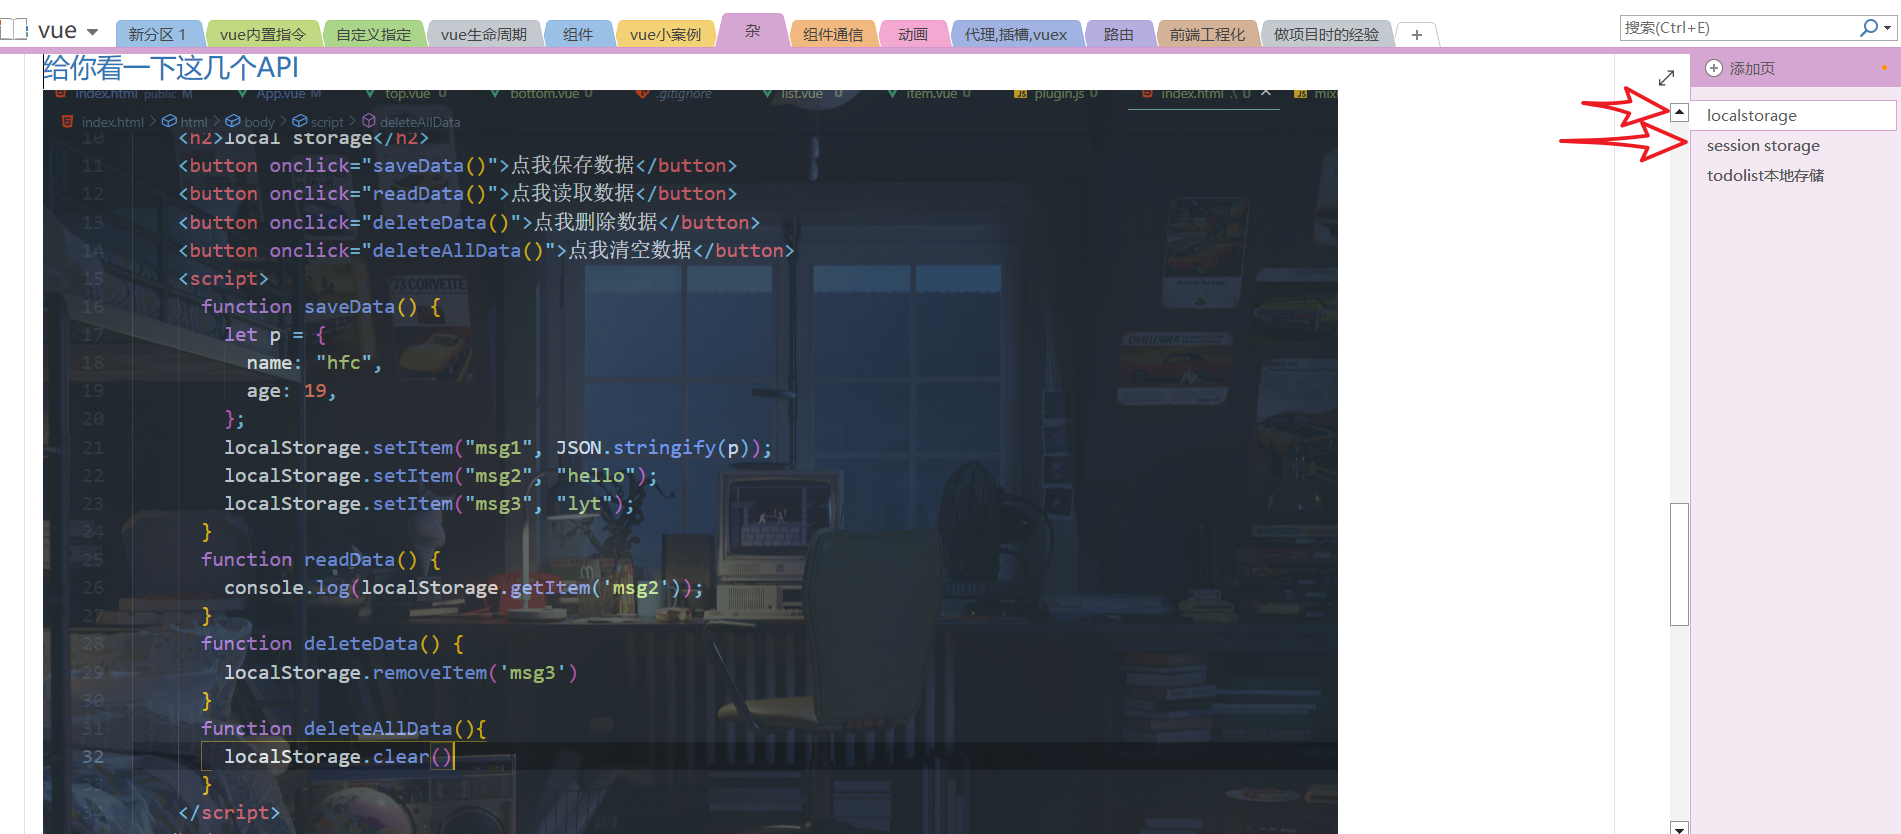 vue
新分区 1
vue内置指令
自定义指定
vue生命周期
组件
vue小案例
杂
组件通信
动画
代理,插槽,vuex
路由
前端工程化
做项目时的经验
搜索(Ctrl+E)
给你看一下这几个API
添加页
localstorage
session storage
todolist本地存储
index.html public M
App.vue M
top.vue U
bottom.vue U
.gitignore
list.vue U
item.vue U
plugin.js U
index.html .\ U
JS mix
index.html > html > body > script > deleteAllData
10 <h2>local storage</h2>
11 <button onclick="saveData()">点我保存数据</button>
12 <button onclick="readData()">点我读取数据</button>
13 <button onclick="deleteData()">点我删除数据</button>
14 <button onclick="deleteAllData()">点我清空数据</button>
15 <script>
16 function saveData() {
17 let p = {
18 name: "hfc",
19 age: 19,
20 };
21 localStorage.setItem("msg1", JSON.stringify(p));
22 localStorage.setItem("msg2", "hello");
23 localStorage.setItem("msg3", "lyt");
24 }
25 function readData() {
26 console.log(localStorage.getItem('msg2'));
27 }
28 function deleteData() {
29 localStorage.removeItem('msg3')
30 }
31 function deleteAllData(){
32 localStorage.clear()
33 }
34 </script>